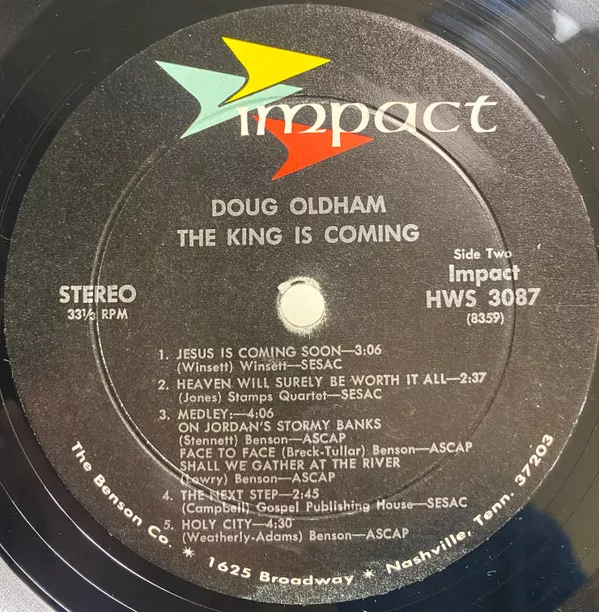 impact
DOUG OLDHAM
THE KING IS COMING
Side Two
Impact
HWS 3087
(8359)
STEREO
33⅓ RPM
1. JESUS IS COMING SOON—3:06
(Winsett) Winsett—SESAC
2. HEAVEN WILL SURELY BE WORTH IT ALL—2:37
(Jones) Stamps Quartet—SESAC
3. MEDLEY:—4:06
ON JORDAN'S STORMY BANKS
(Stennett) Benson—ASCAP
FACE TO FACE (Breck-Tullar) Benson—ASCAP
SHALL WE GATHER AT THE RIVER
(Lowry) Benson—ASCAP
4. THE NEXT STEP—2:45
(Campbell) Gospel Publishing House—SESAC
5. HOLY CITY—4:30
(Weatherly-Adams) Benson—ASCAP
The Benson Co. * 1625 Broadway * Nashville, Tenn. 37203